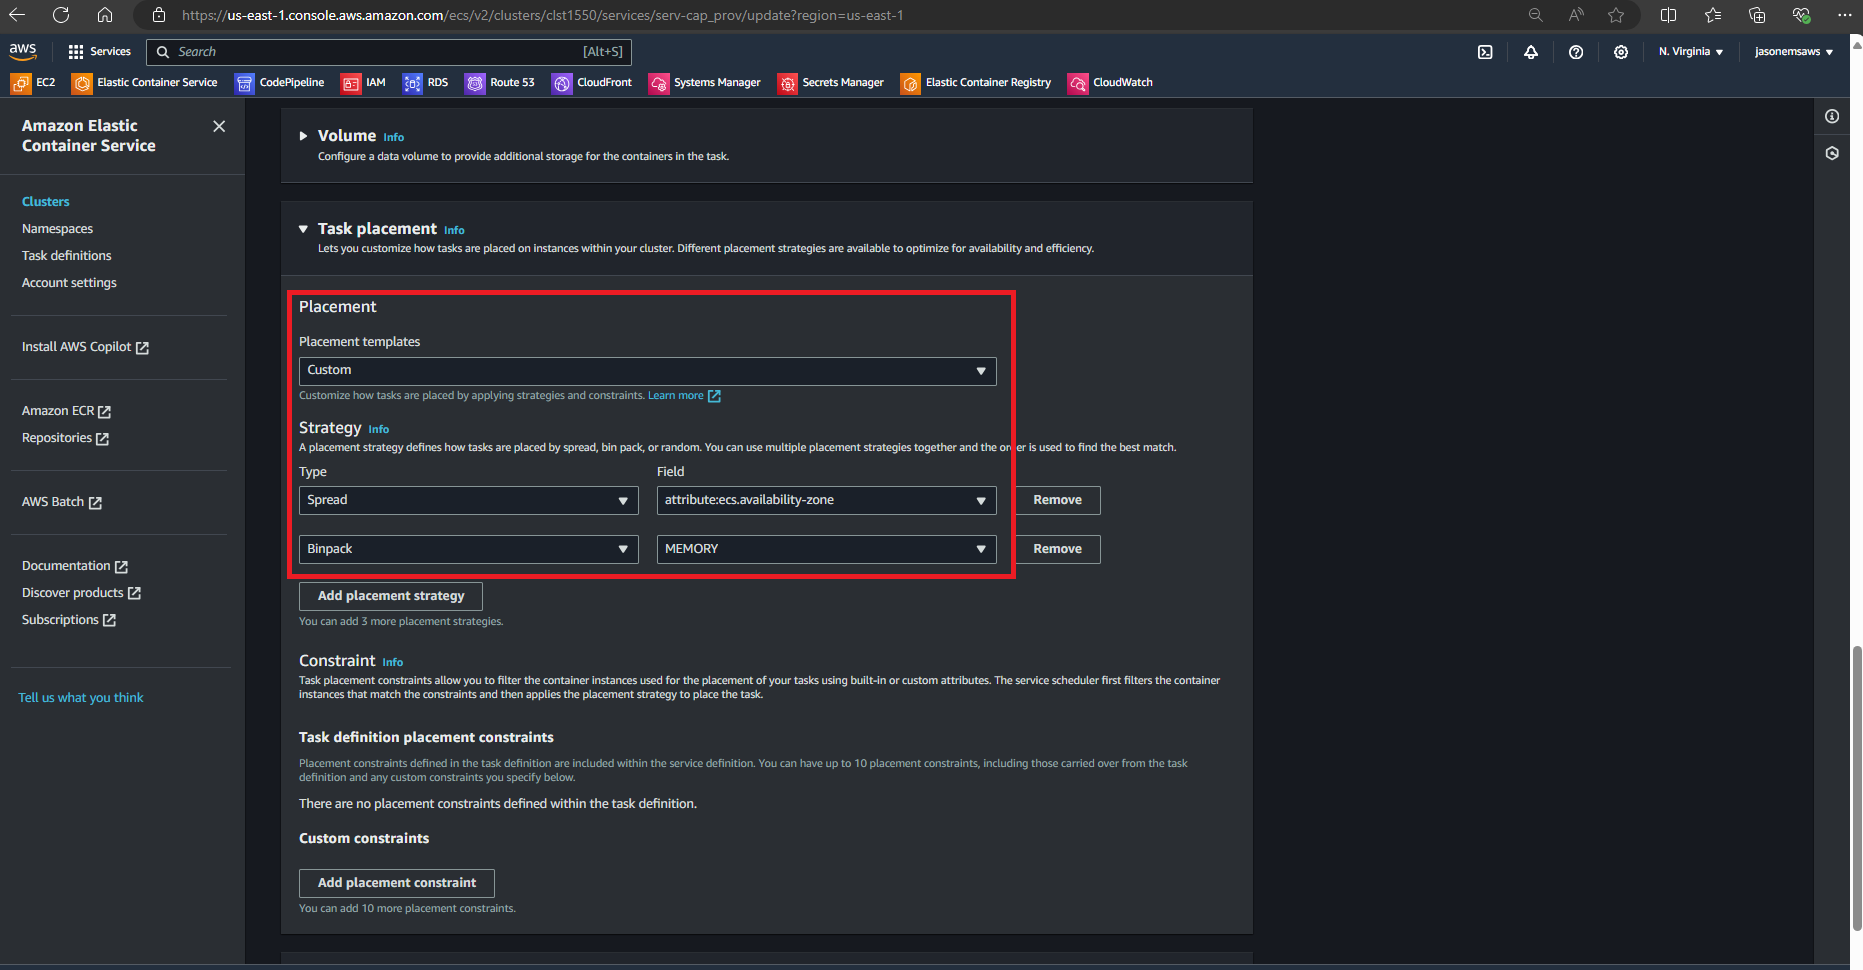 https://us-east-1.console.aws.amazon.com/ecs/v2/clusters/clst1550/services/serv-cap_prov/update?region=us-east-1
aws
Services
Search
[Alt+S]
N. Virginia
jasonemsaws
EC2
Elastic Container Service
CodePipeline
IAM
RDS
Route 53
CloudFront
Systems Manager
Secrets Manager
Elastic Container Registry
CloudWatch
Amazon Elastic
Container Service
Clusters
Namespaces
Task definitions
Account settings
Install AWS Copilot
Amazon ECR
Repositories
AWS Batch
Documentation
Discover products
Subscriptions
Tell us what you think
Volume Info
Configure a data volume to provide additional storage for the containers in the task.
Task placement Info
Lets you customize how tasks are placed on instances within your cluster. Different placement strategies are available to optimize for availability and efficiency.
Placement
Placement templates
Custom
Customize how tasks are placed by applying strategies and constraints. Learn more
Strategy Info
A placement strategy defines how tasks are placed by spread, bin pack, or random. You can use multiple placement strategies together and the order is used to find the best match.
Type
Field
Spread
attribute:ecs.availability-zone
Remove
Binpack
MEMORY
Remove
Add placement strategy
You can add 3 more placement strategies.
Constraint Info
Task placement constraints allow you to filter the container instances used for the placement of your tasks using built-in or custom attributes. The service scheduler first filters the container
instances that match the constraints and then applies the placement strategy to place the task.
Task definition placement constraints
Placement constraints defined in the task definition are included within the service definition. You can have up to 10 placement constraints, including those carried over from the task
definition and any custom constraints you specify below.
There are no placement constraints defined within the task definition.
Custom constraints
Add placement constraint
You can add 10 more placement constraints.